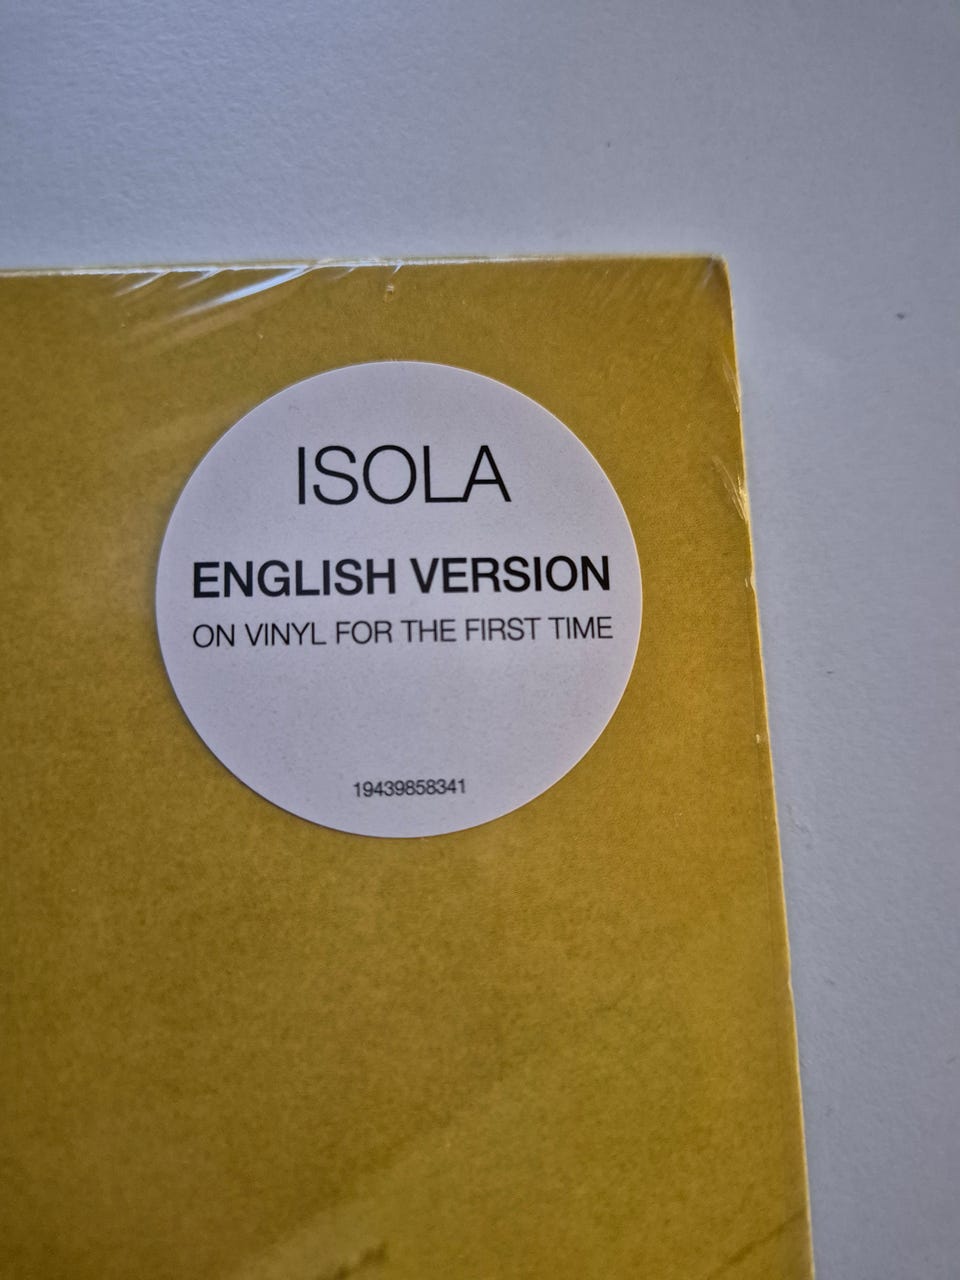 ISOLA
ENGLISH VERSION
ON VINYL FOR THE FIRST TIME
19439858341